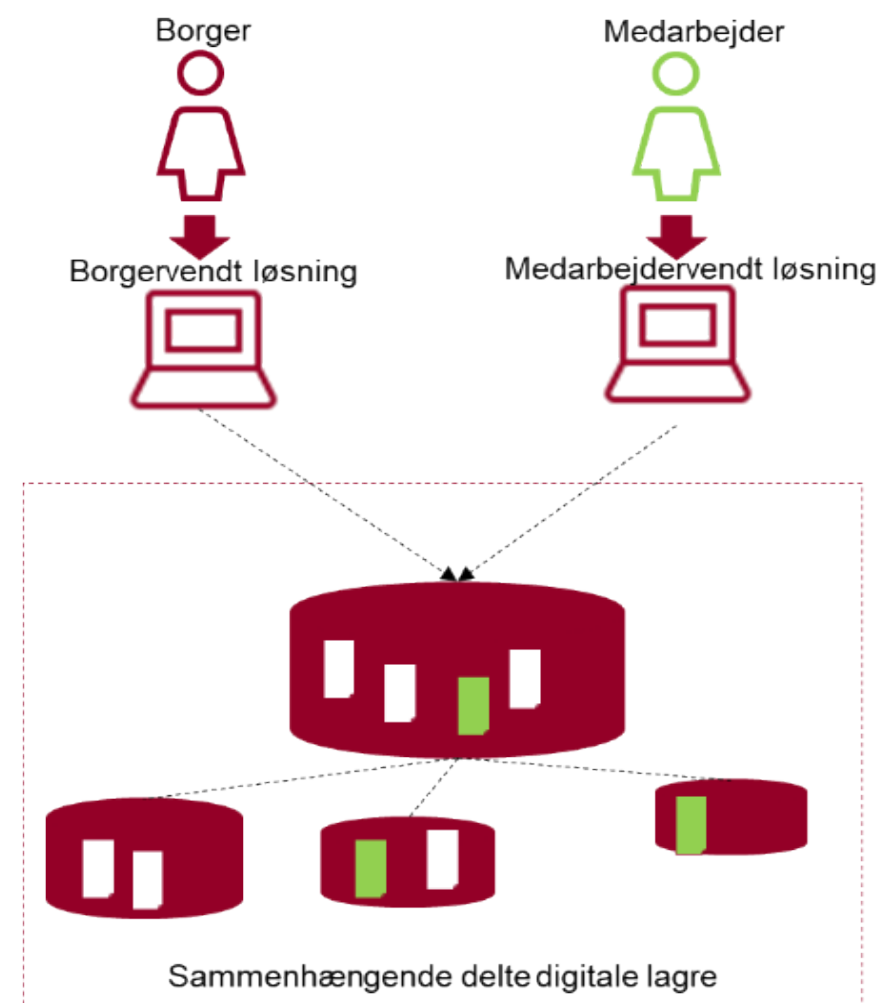 Borger
Medarbejder
Borgervendt løsning
Medarbejdervendt løsning
Sammenhængende delte digitale lagre